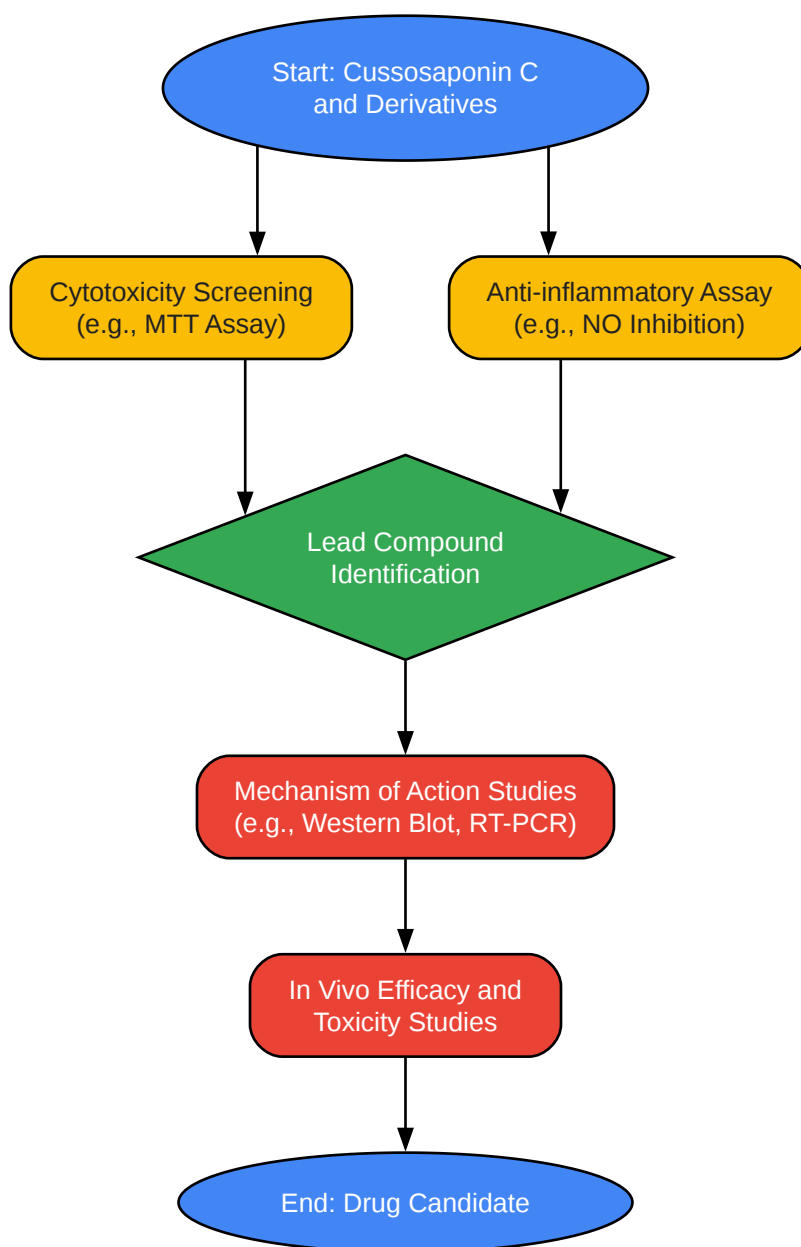 Start: Cussosaponin C
and Derivatives
Cytotoxicity Screening
(e.g., MTT Assay)
Anti-inflammatory Assay
(e.g., NO Inhibition)
Lead Compound
Identification
Mechanism of Action Studies
(e.g., Western Blot, RT-PCR)
In Vivo Efficacy and
Toxicity Studies
End: Drug Candidate